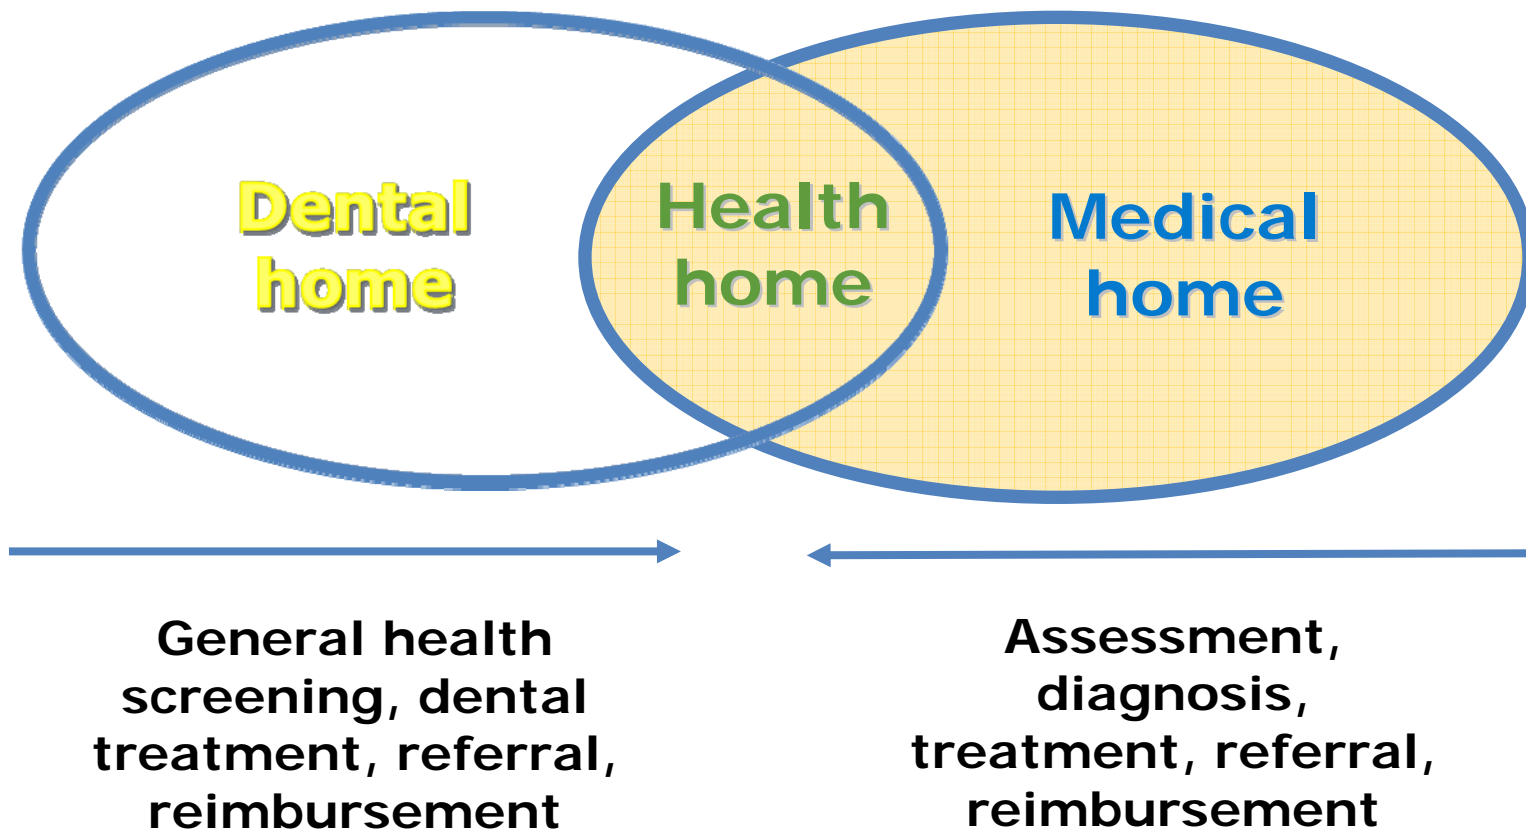 Dental
home
Health
home
Medical
home
General health
screening, dental
treatment, referral,
reimbursement
Assessment,
diagnosis,
treatment, referral,
reimbursement